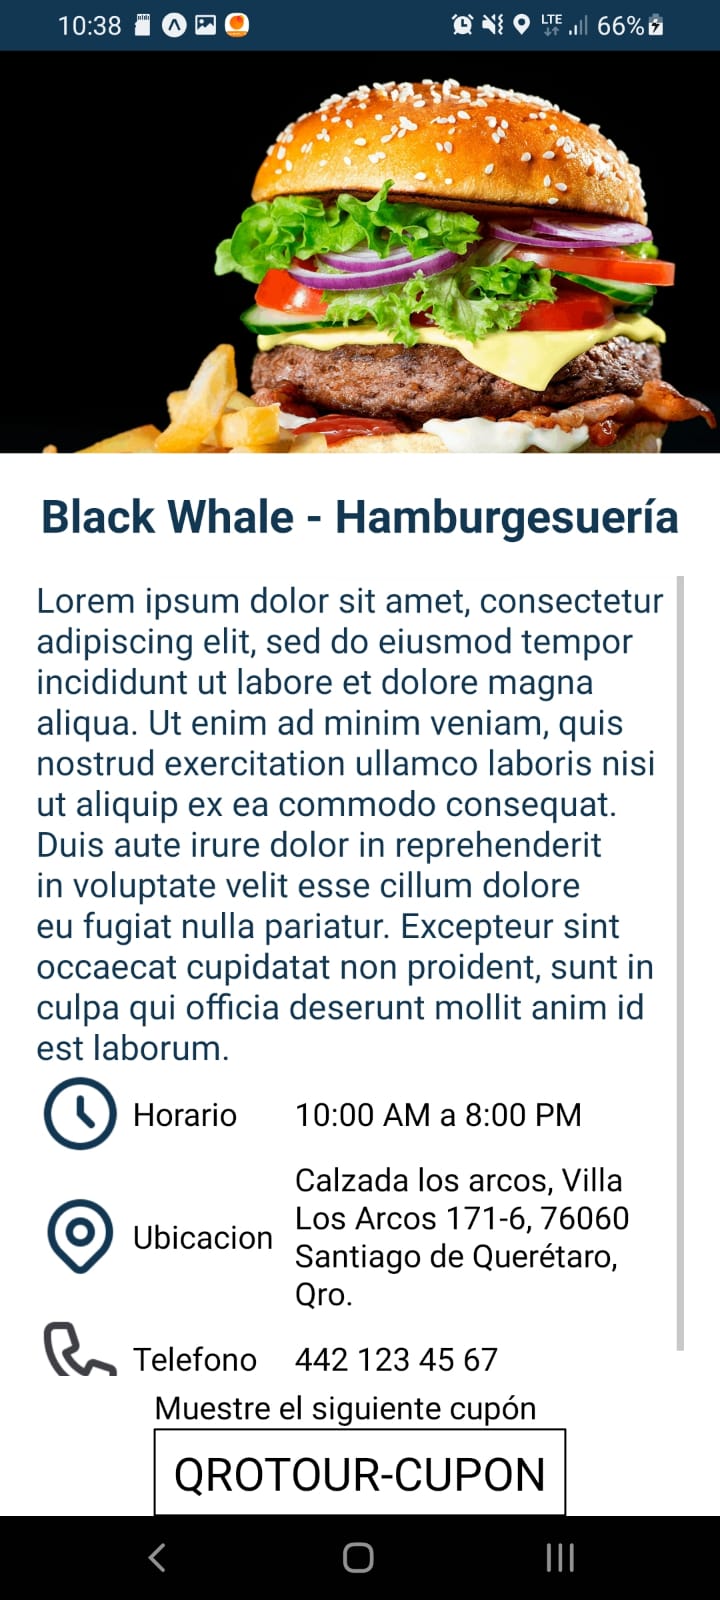 10:38
LTE
66%
Black Whale - Hamburgesuería
Lorem ipsum dolor sit amet, consectetur
adipiscing elit, sed do eiusmod tempor
incididunt ut labore et dolore magna
aliqua. Ut enim ad minim veniam, quis
nostrud exercitation ullamco laboris nisi
ut aliquip ex ea commodo consequat.
Duis aute irure dolor in reprehenderit
in voluptate velit esse cillum dolore
eu fugiat nulla pariatur. Excepteur sint
occaecat cupidatat non proident, sunt in
culpa qui officia deserunt mollit anim id
est laborum.
Horario 10:00 AM a 8:00 PM
Ubicacion
Calzada los arcos, Villa
Los Arcos 171-6, 76060
Santiago de Querétaro,
Qro.
Telefono 442 123 45 67
Muestre el siguiente cupón
QROTOUR-CUPON